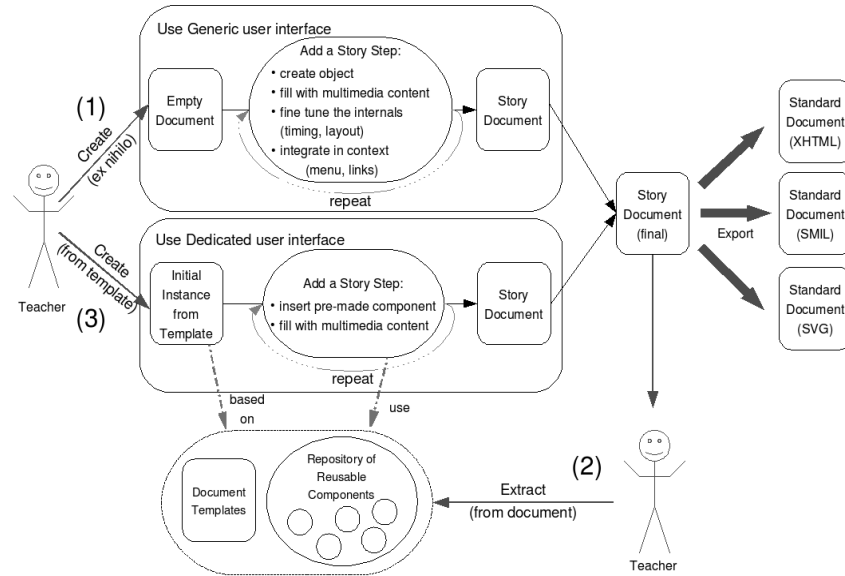 Use Generic user interface
Add a Story Step:
• create object
• fill with multimedia content
• fine tune the internals
(timing, layout)
• integrate in context
(menu, links)
repeat
Empty
Document
Story
Document
(1)
Create
(ex nihilo)
Teacher
Create
(from template)
(3)
Use Dedicated user interface
Initial
Instance
from
Template
Add a Story Step:
• insert pre-made component
• fill with multimedia content
repeat
Story
Document
Story
Document
(final)
Export
Standard
Document
(XHTML)
Standard
Document
(SMIL)
Standard
Document
(SVG)
based
on
use
Document
Templates
Repository of
Reusable
Components
(2)
Extract
(from document)
Teacher